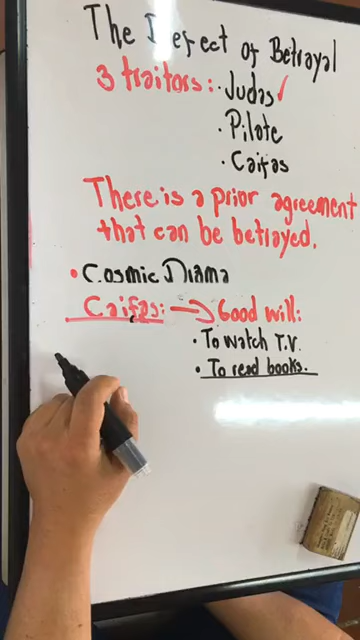 The Defect of Betrayal
3 traitors: · Judas ✓
· Pilate
· Caifas
There is a prior agreement
that can be betrayed.
• Cosmic Drama
Caifas: → Good will:
· To watch T.V.
• To read books.